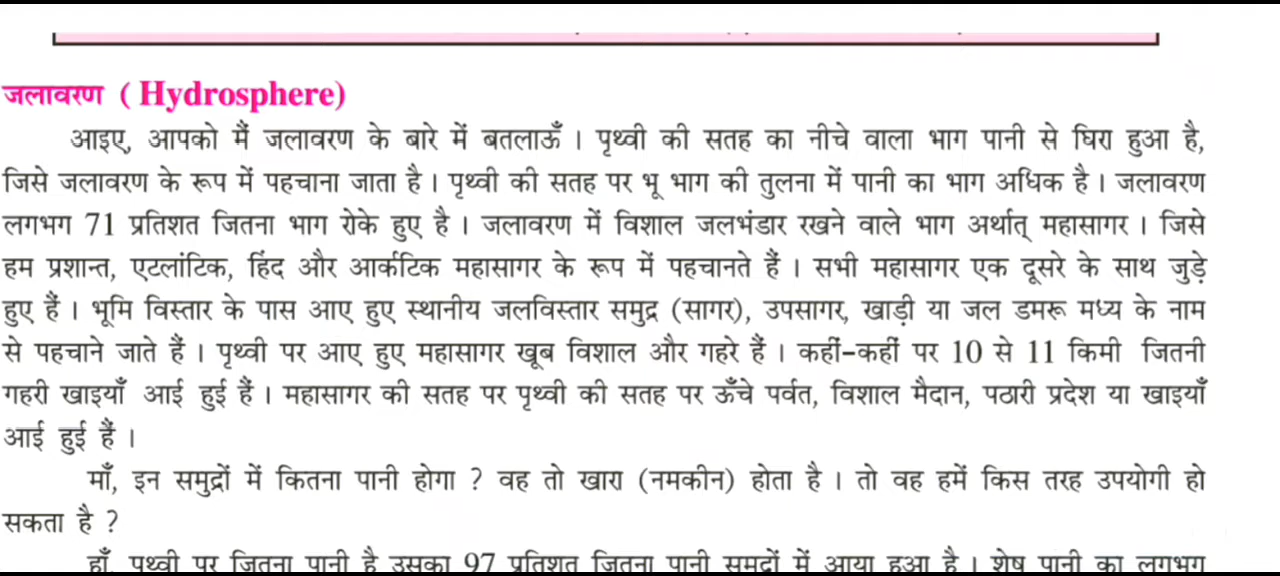 जलावरण ( Hydrosphere)
आइए, आपको मैं जलावरण के बारे में बतलाऊँ । पृथ्वी की सतह का नीचे वाला भाग पानी से घिरा हुआ है,
जिसे जलावरण के रूप में पहचाना जाता है । पृथ्वी की सतह पर भू भाग की तुलना में पानी का भाग अधिक है । जलावरण
लगभग 71 प्रतिशत जितना भाग रोके हुए है । जलावरण में विशाल जलभंडार रखने वाले भाग अर्थात् महासागर । जिसे
हम प्रशान्त, एटलांटिक, हिंद और आर्कटिक महासागर के रूप में पहचानते हैं । सभी महासागर एक दूसरे के साथ जुड़े
हुए हैं । भूमि विस्तार के पास आए हुए स्थानीय जलविस्तार समुद्र (सागर), उपसागर, खाड़ी या जल डमरू मध्य के नाम
से पहचाने जाते हैं । पृथ्वी पर आए हुए महासागर खूब विशाल और गहरे हैं । कहीं-कहीं पर 10 से 11 किमी जितनी
गहरी खाइयाँ आई हुई हैं । महासागर की सतह पर पृथ्वी की सतह पर ऊँचे पर्वत, विशाल मैदान, पठारी प्रदेश या खाइयाँ
आई हुई हैं ।
माँ, इन समुद्रों में कितना पानी होगा ? वह तो खारा (नमकीन) होता है । तो वह हमें किस तरह उपयोगी हो
सकता है ?
हाँ, पृथ्वी पर जितना पानी है उसका 97 प्रतिशत जितना पानी समुद्रों में आया हुआ है । शेष पानी का लगभग